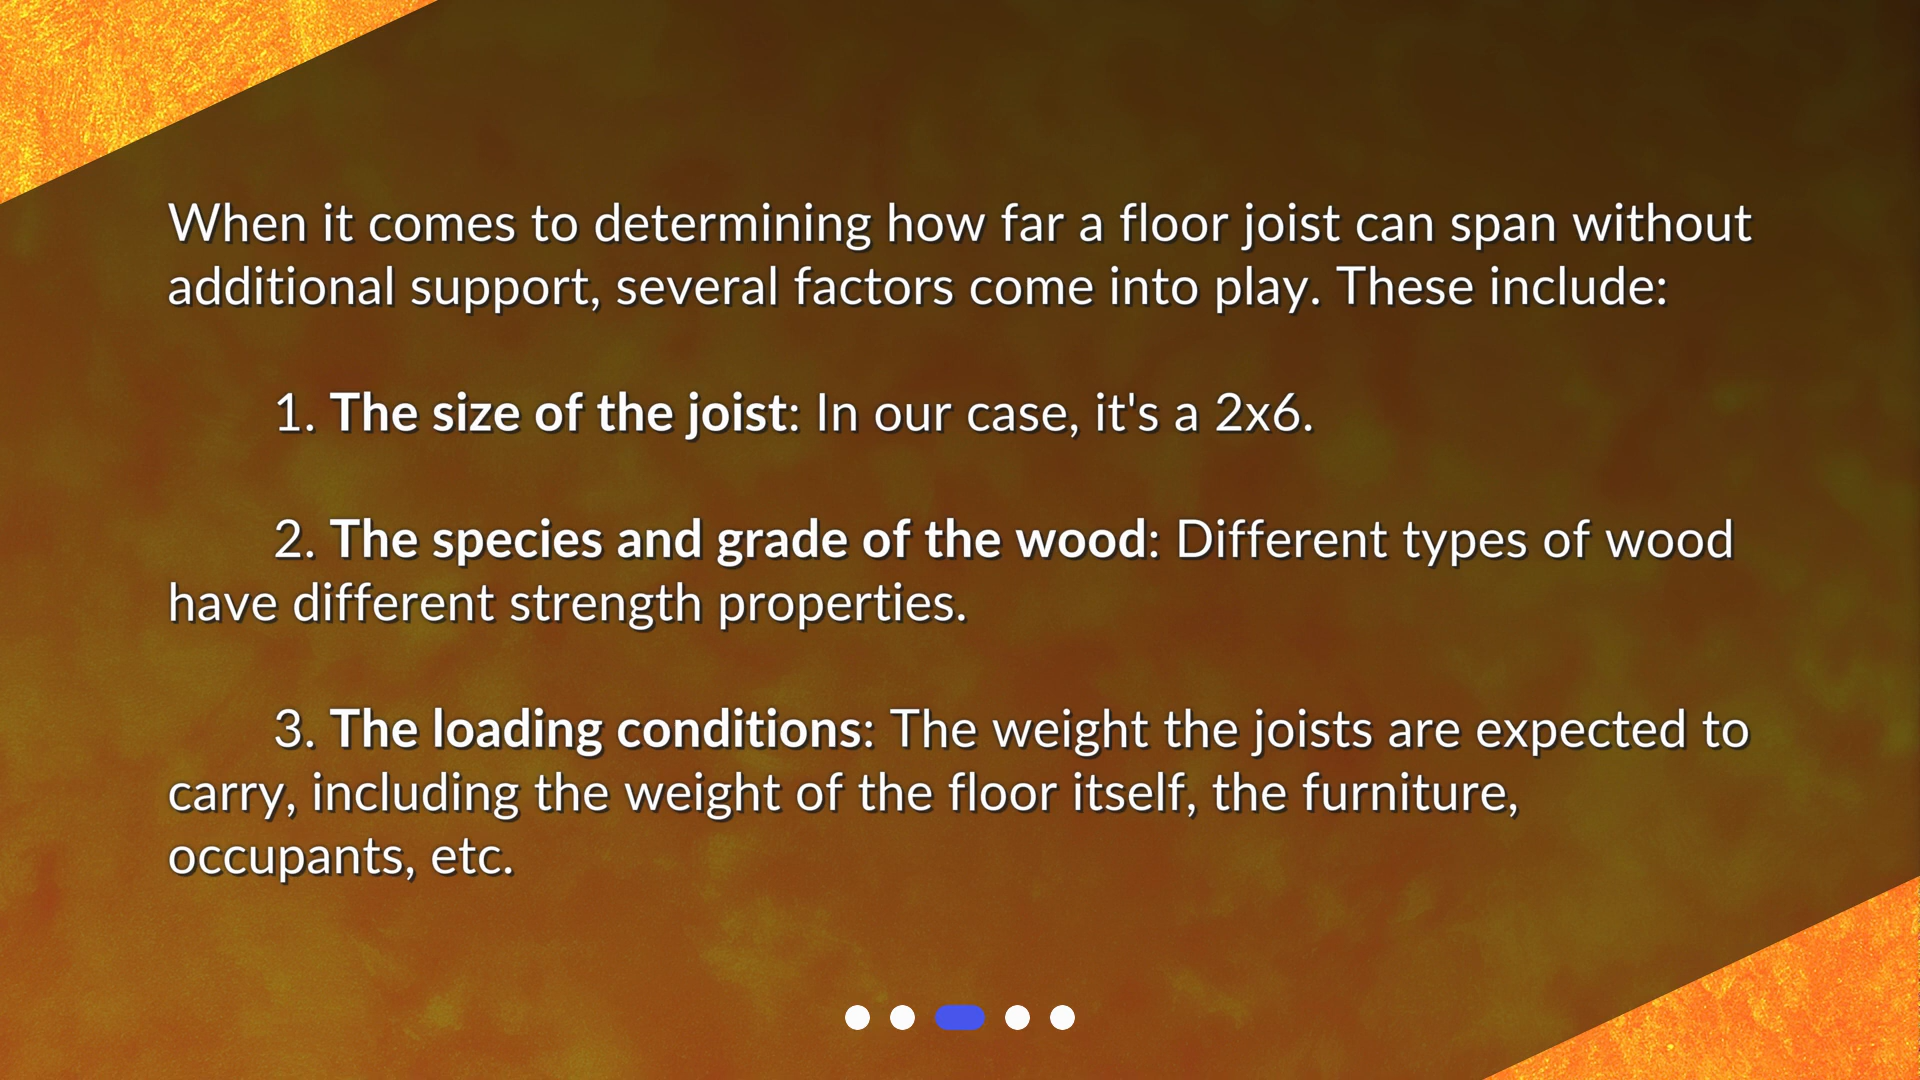 When it comes to determining how far a floor joist can span without
additional support, several factors come into play. These include:
1. The size of the joist: In our case, it's a 2x6.
2. The species and grade of the wood: Different types of wood
have different strength properties.
3. The loading conditions: The weight the joists are expected to
carry, including the weight of the floor itself, the furniture,
occupants, etc.